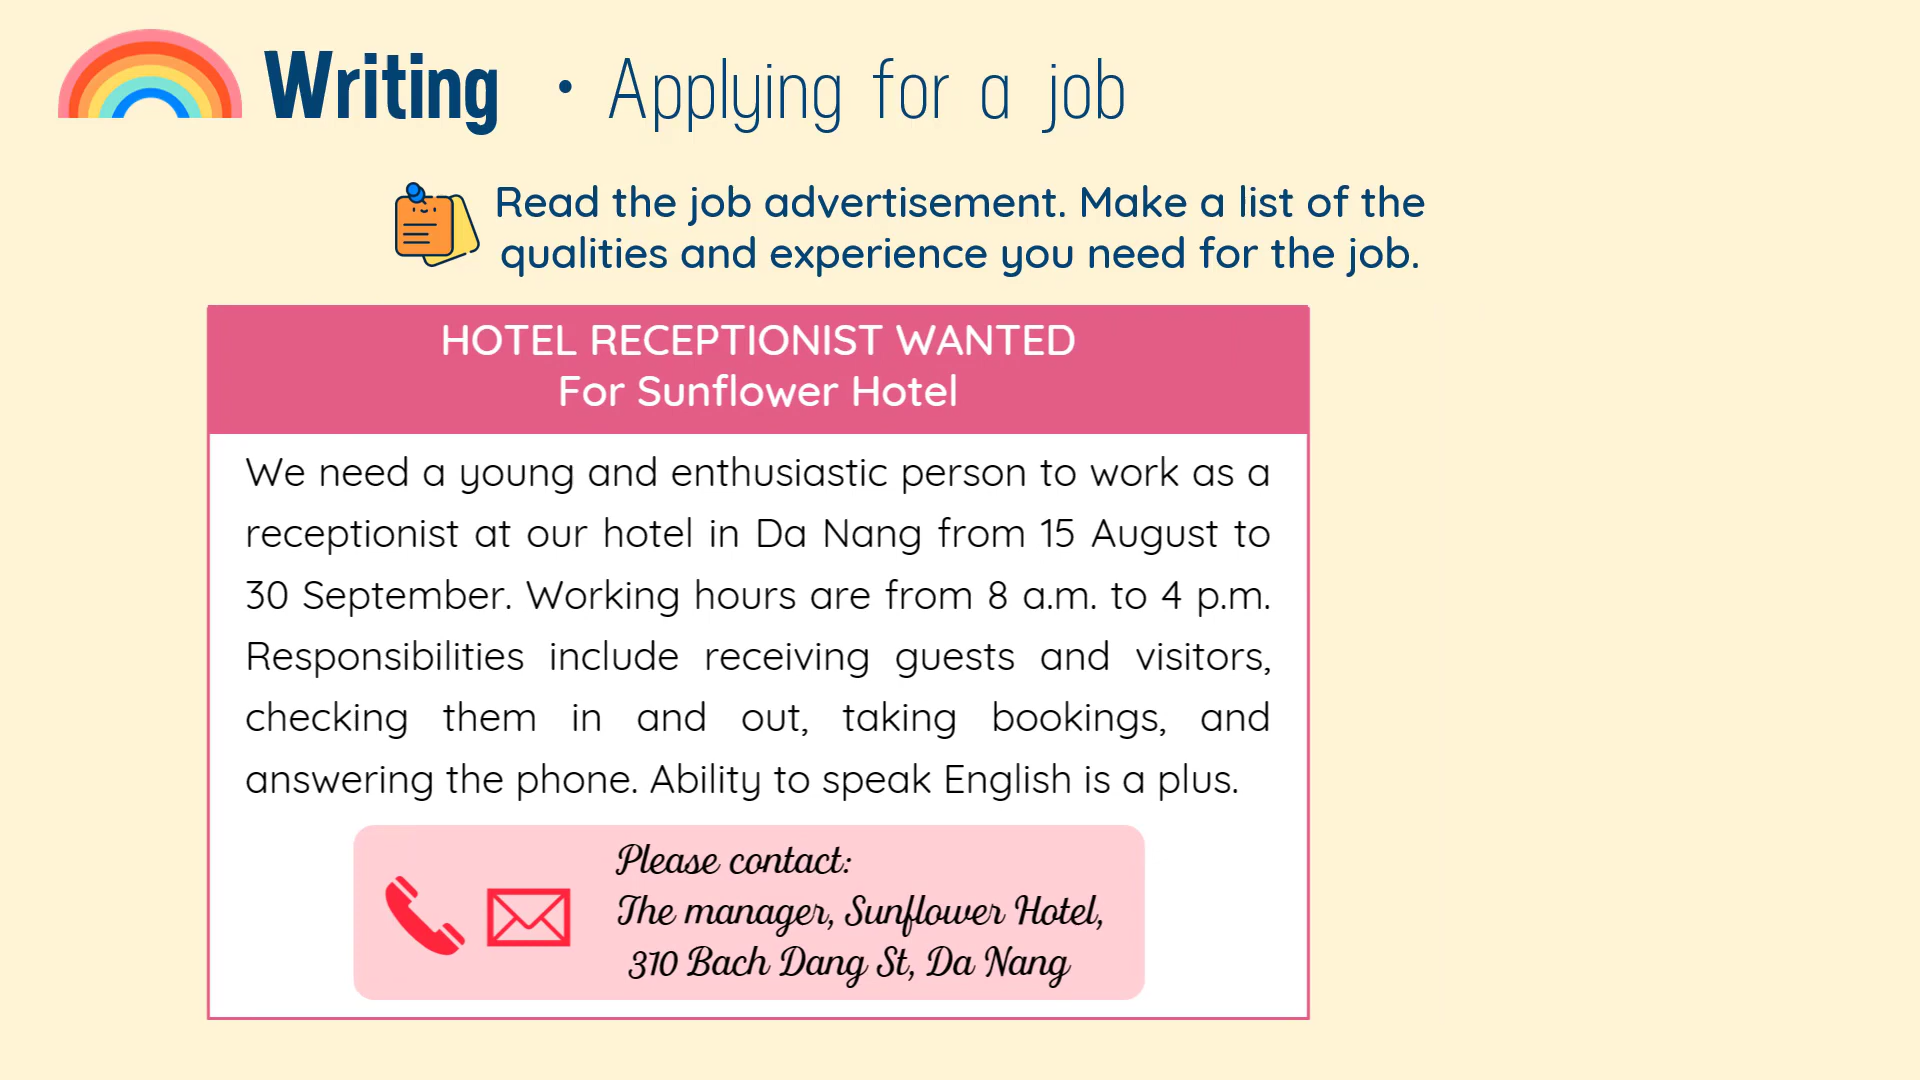 Writing • Applying for a job
Read the job advertisement. Make a list of the
qualities and experience you need for the job.
HOTEL RECEPTIONIST WANTED
For Sunflower Hotel
We need a young and enthusiastic person to work as a
receptionist at our hotel in Da Nang from 15 August to
30 September. Working hours are from 8 a.m. to 4 p.m.
Responsibilities include receiving guests and visitors,
checking them in and out, taking bookings, and
answering the phone. Ability to speak English is a plus.
Please contact:
The manager, Sunflower Hotel,
310 Bach Dang St, Da Nang